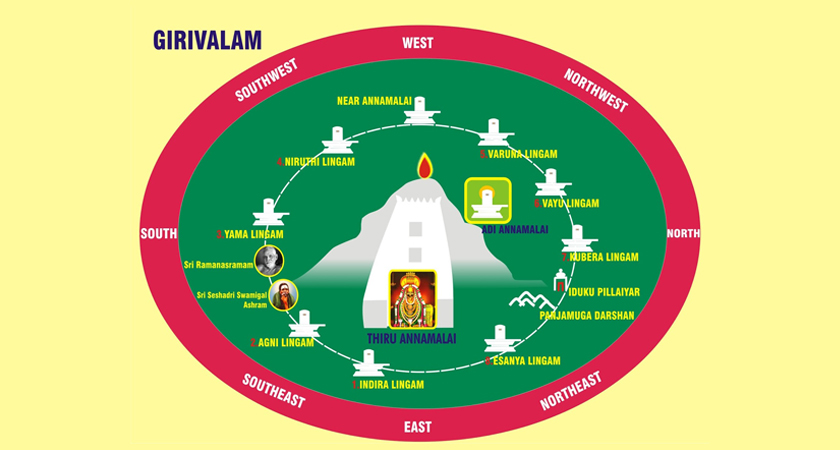 GIRIVALAM
WEST
SOUTHWEST
NORTHWEST
NEAR ANNAMALAI
4. NIRUTHI LINGAM
5. VARUNA LINGAM
6. VAYU LINGAM
ADI ANNAMALAI
SOUTH
3. YAMA LINGAM
NORTH
7. KUBERA LINGAM
Sri Ramanasramam
Sri Seshadri Swamigal
Ashram
IDUKU PILLAIYAR
PANJAMUGA DARSHAN
2. AGNI LINGAM
THIRU ANNAMALAI
8. ESANYA LINGAM
1. INDIRA LINGAM
SOUTHEAST
NORTHEAST
EAST